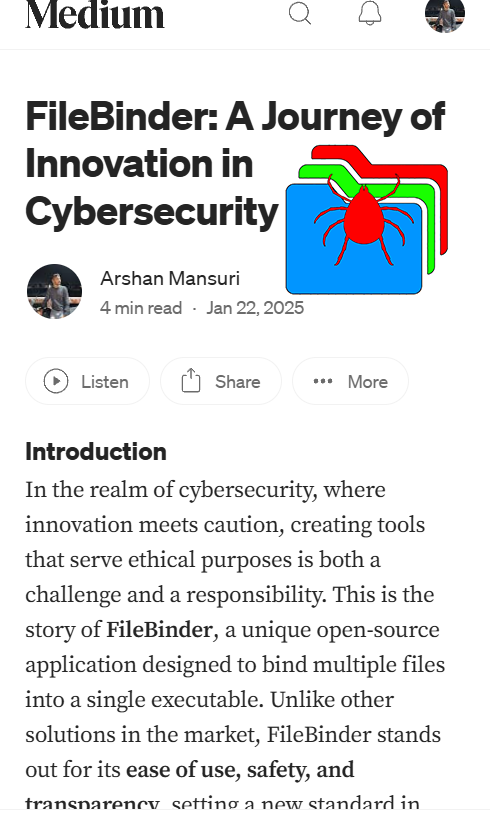 Medium
FileBinder: A Journey of
Innovation in
Cybersecurity
Arshan Mansuri
4 min read · Jan 22, 2025
Listen
Share
More
Introduction
In the realm of cybersecurity, where
innovation meets caution, creating tools
that serve ethical purposes is both a
challenge and a responsibility. This is the
story of FileBinder, a unique open-source
application designed to bind multiple files
into a single executable. Unlike other
solutions in the market, FileBinder stands
out for its ease of use, safety, and
transparency, setting a new standard in